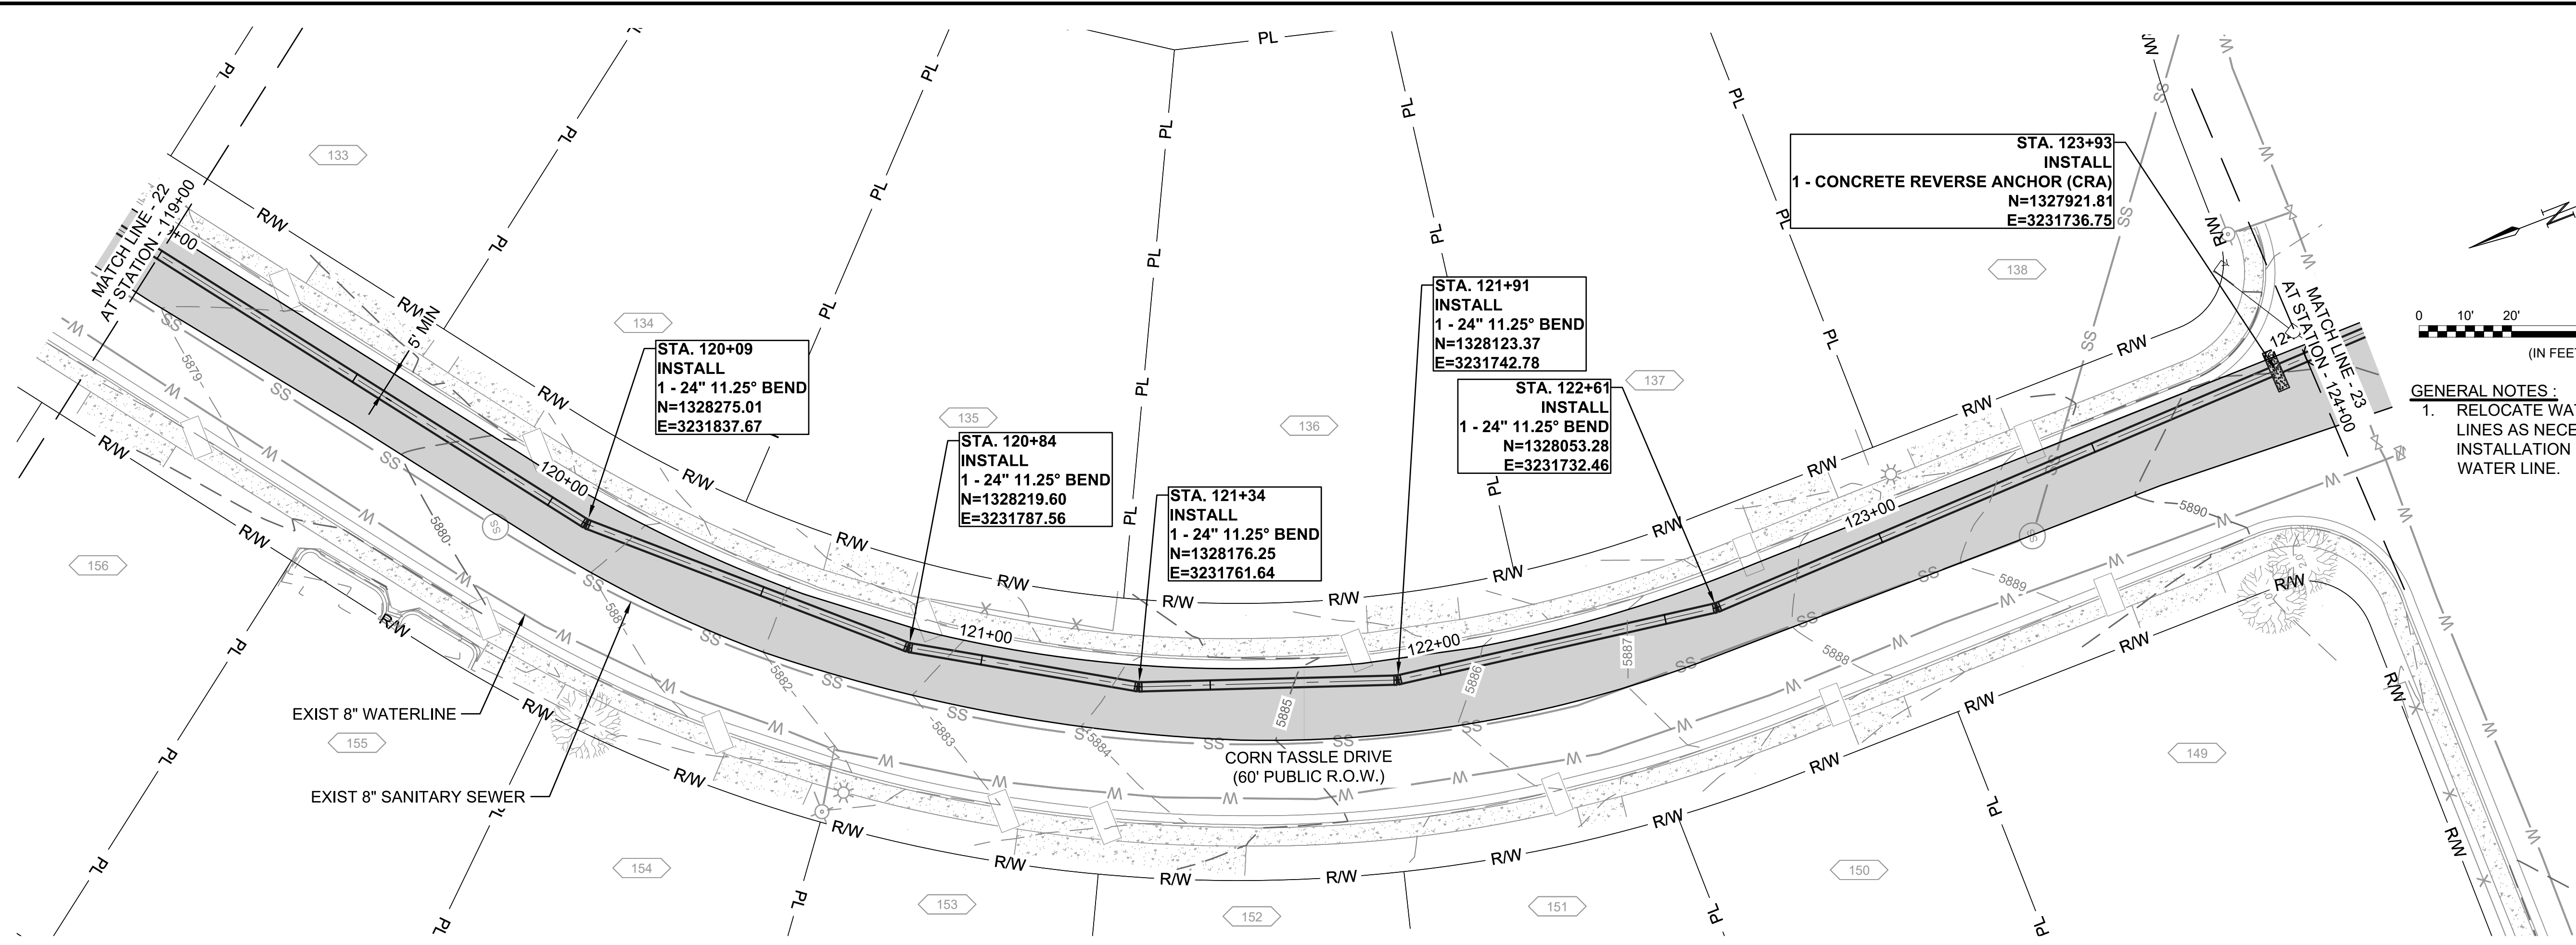 MATCH LINE - 22
AT STATION - 119+00
133
134
135
136
137
138
156
155
154
153
152
151
150
149
STA. 120+09
INSTALL
1 - 24" 11.25° BEND
N=1328275.01
E=3231837.67
STA. 120+84
INSTALL
1 - 24" 11.25° BEND
N=1328219.60
E=3231787.56
STA. 121+34
INSTALL
1 - 24" 11.25° BEND
N=1328176.25
E=3231761.64
STA. 121+91
INSTALL
1 - 24" 11.25° BEND
N=1328123.37
E=3231742.78
STA. 122+61
INSTALL
1 - 24" 11.25° BEND
N=1328053.28
E=3231732.46
STA. 123+93
INSTALL
1 - CONCRETE REVERSE ANCHOR (CRA)
N=1327921.81
E=3231736.75
5' MIN
120+00
121+00
122+00
123+00
5879
5880
5881
5882
5883
5884
5885
5886
5887
5888
5889
5890
PL
R/W
W
SS
EXIST 8" WATERLINE
EXIST 8" SANITARY SEWER
CORN TASSLE DRIVE
(60' PUBLIC R.O.W.)
MATCH LINE - 23
AT STATION - 124+00
N
0 10' 20'
GENERAL NOTES :
1. RELOCATE
LINES AS
INSTALLATION
WATER LINE.